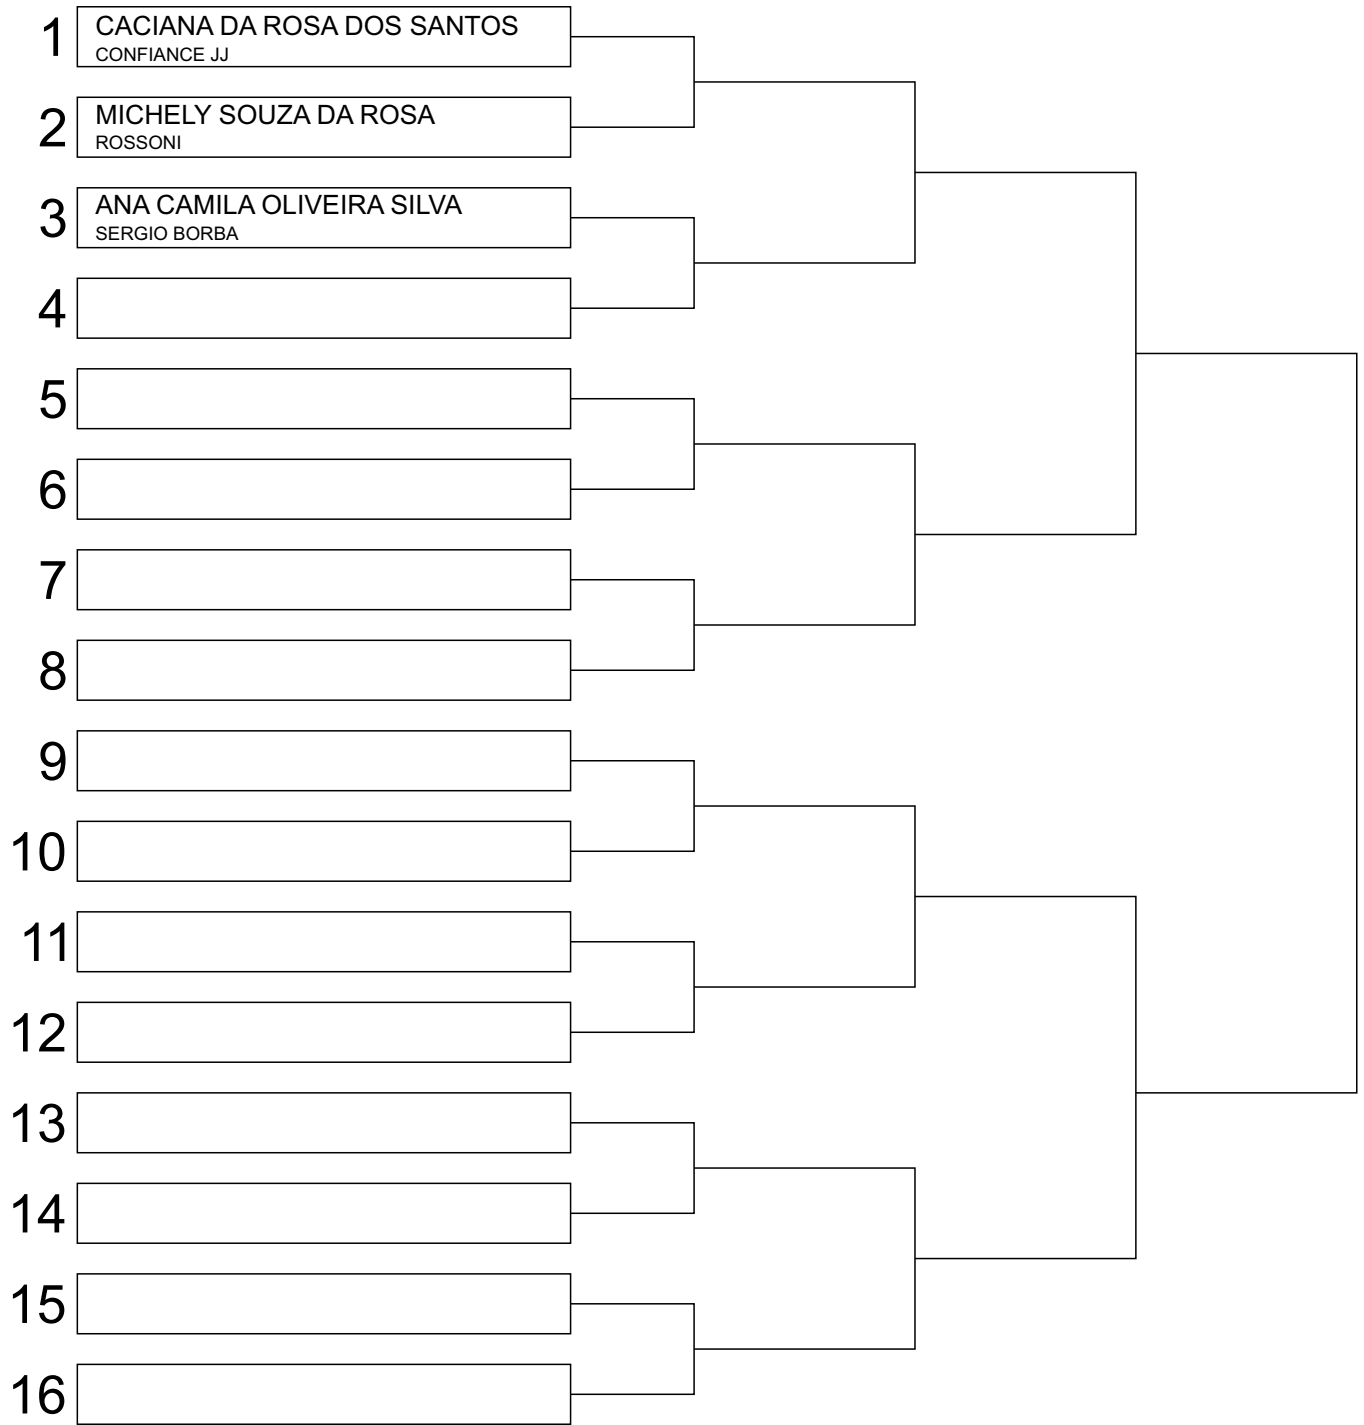 1
CACIANA DA ROSA DOS SANTOS
CONFIANCE JJ
2
MICHELY SOUZA DA ROSA
ROSSONI
3
ANA CAMILA OLIVEIRA SILVA
SERGIO BORBA
4
5
6
7
8
9
10
11
12
13
14
15
16